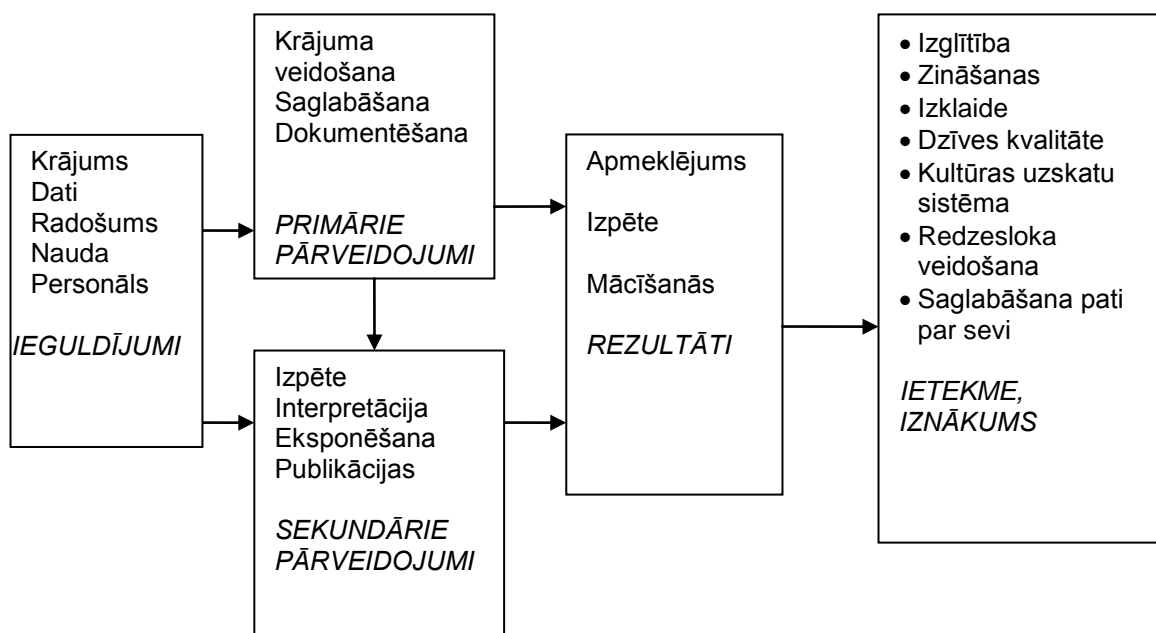 Krājums
Dati
Radošums
Nauda
Personāls
IEGULDĪJUMI
Krājuma
veidošana
Saglabāšana
Dokumentēšana
PRIMĀRIE
PĀRVEIDOJUMI
Izpēte
Interpretācija
Eksponēšana
Publikācijas
SEKUNDĀRIE
PĀRVEIDOJUMI
Apmeklējums
Izpēte
Mācīšanās
REZULTĀTI
• Izglītība
• Zināšanas
• Izklaide
• Dzīves kvalitāte
• Kultūras uzskatu
sistēma
• Redzesloka
veidošana
• Saglabāšana pati
par sevi
IETEKME,
IZNĀKUMS